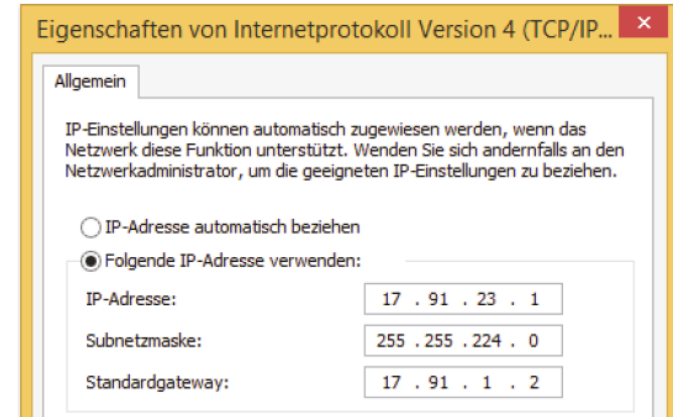 Eigenschaften von Internetprotokoll Version 4 (TCP/IP...
Allgemein
IP-Einstellungen können automatisch zugewiesen werden, wenn das
Netzwerk diese Funktion unterstützt. Wenden Sie sich andernfalls an den
Netzwerkadministrator, um die geeigneten IP-Einstellungen zu beziehen.
IP-Adresse automatisch beziehen
Folgende IP-Adresse verwenden:
IP-Adresse: 17 . 91 . 23 . 1
Subnetzmaske: 255 . 255 . 224 . 0
Standardgateway: 17 . 91 . 1 . 2